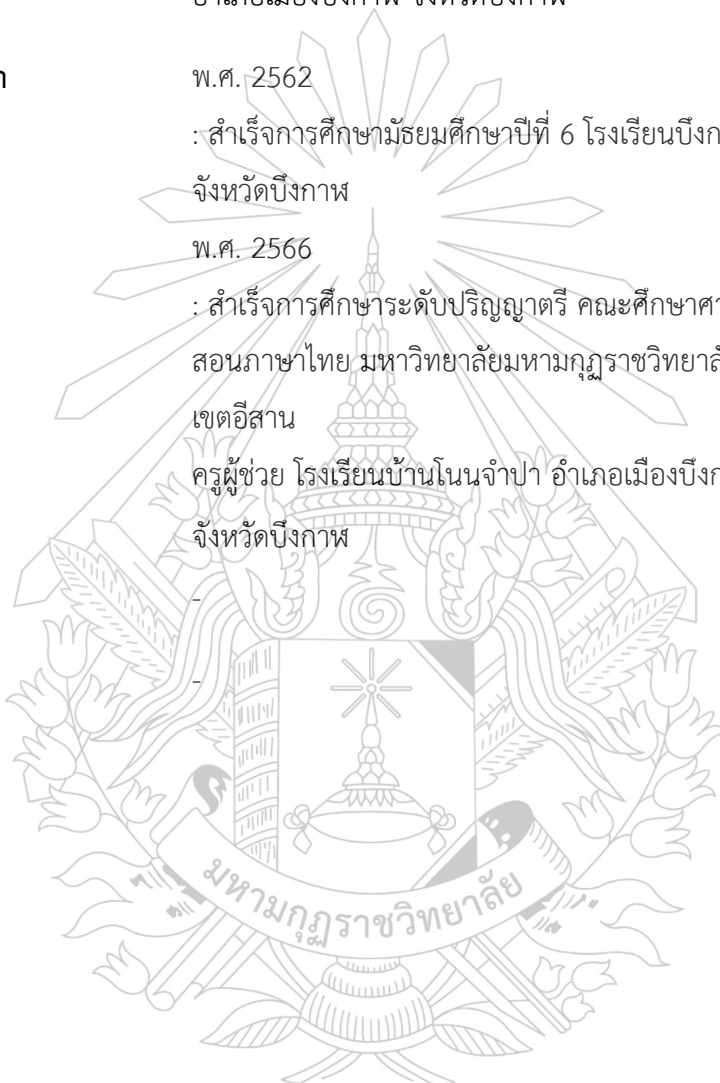 พ.ศ. 2562
: สำเร็จการศึกษามัธยมศึกษาปีที่ 6 โรงเรียนบึงก
จังหวัดบึงกาฬ
พ.ศ. 2566
: สำเร็จการศึกษาระดับปริญญาตรี คณะศึกษาศา
สอนภาษาไทย มหาวิทยาลัยมหามกุฏราชวิทยาลั
เขตอีสาน
ครูผู้ช่วย โรงเรียนบ้านโนนจำปา อำเภอเมืองบึงก
จังหวัดบึงกาฬ
-
-
มหามกุฏราชวิทยาลัย